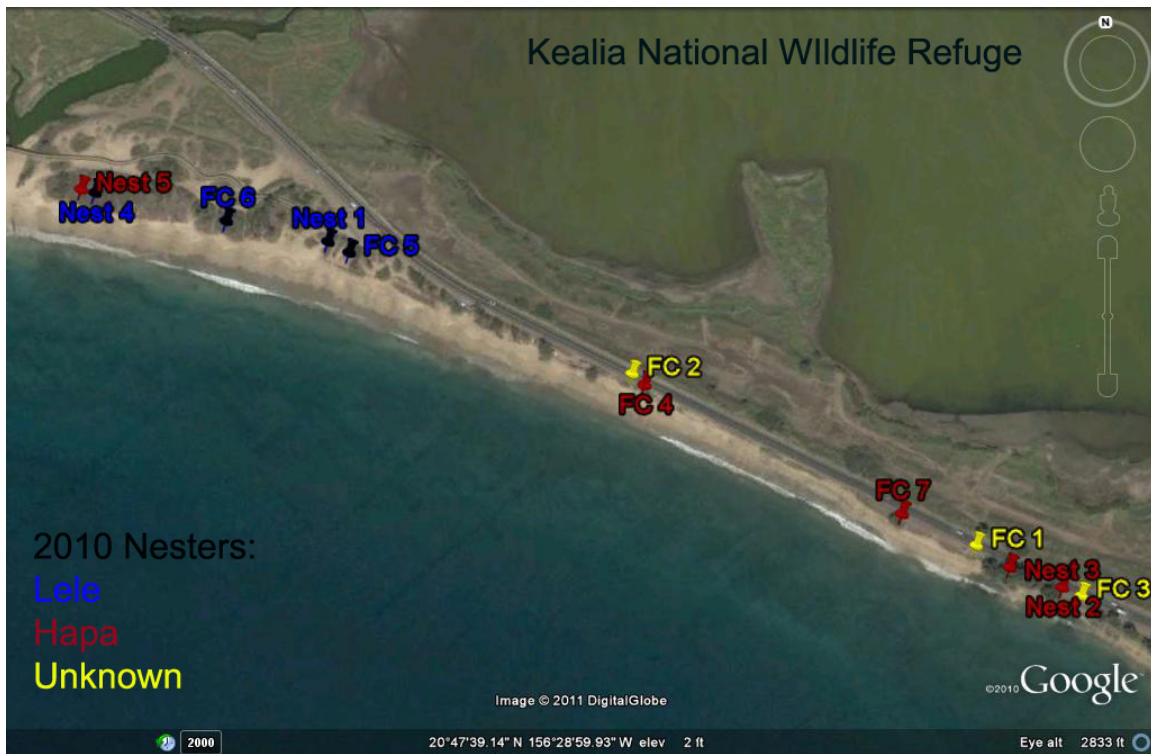 Kealia National WIldlife Refuge
N
Nest 5
Nest 4
FC 6
Nest 1
FC 5
FC 2
FC 4
FC 7
FC 1
Nest 3
FC 3
Nest 2
2010 Nesters:
Lele
Hapa
Unknown
©2010 Google™
Image © 2011 DigitalGlobe
2000
20°47'39.14" N 156°28'59.93" W elev 2 ft
Eye alt 2833 ft